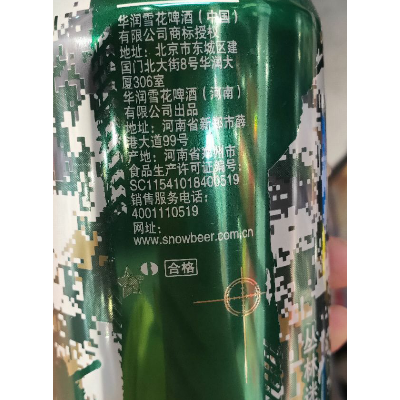 华润雪花啤酒（中国）
有限公司商标授权
地址：北京市东城区建
国门北大街8号华润大
厦306室
华润雪花啤酒（河南）
有限公司出品
地址：河南省新郑市薛
港大道99号
产地：河南省郑州市
食品生产许可证编号：
SC11541018400519
销售服务电话：
4001110519
网址：
www.snowbeer.com.cn
合格